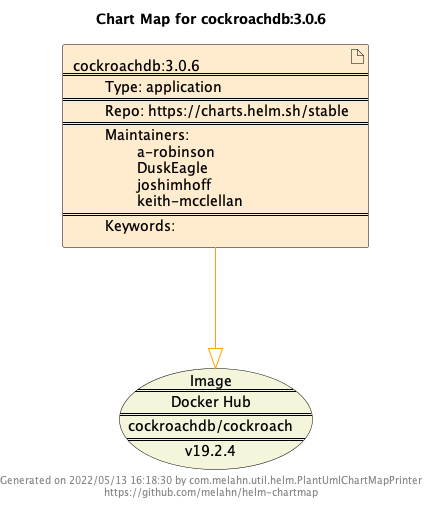 Chart Map for cockroachdb:3.0.6
cockroachdb:3.0.6
Type: application
Repo: https://charts.helm.sh/stable
Maintainers:
a-robinson
DuskEagle
joshimhoff
keith-mcclellan
Keywords:
Image
Docker Hub
cockroachdb/cockroach
v19.2.4
Generated on 2022/05/13 16:18:30 by com.melahn.util.helm.PlantUmlChartMapPrinter
https://github.com/melahn/helm-chartmap